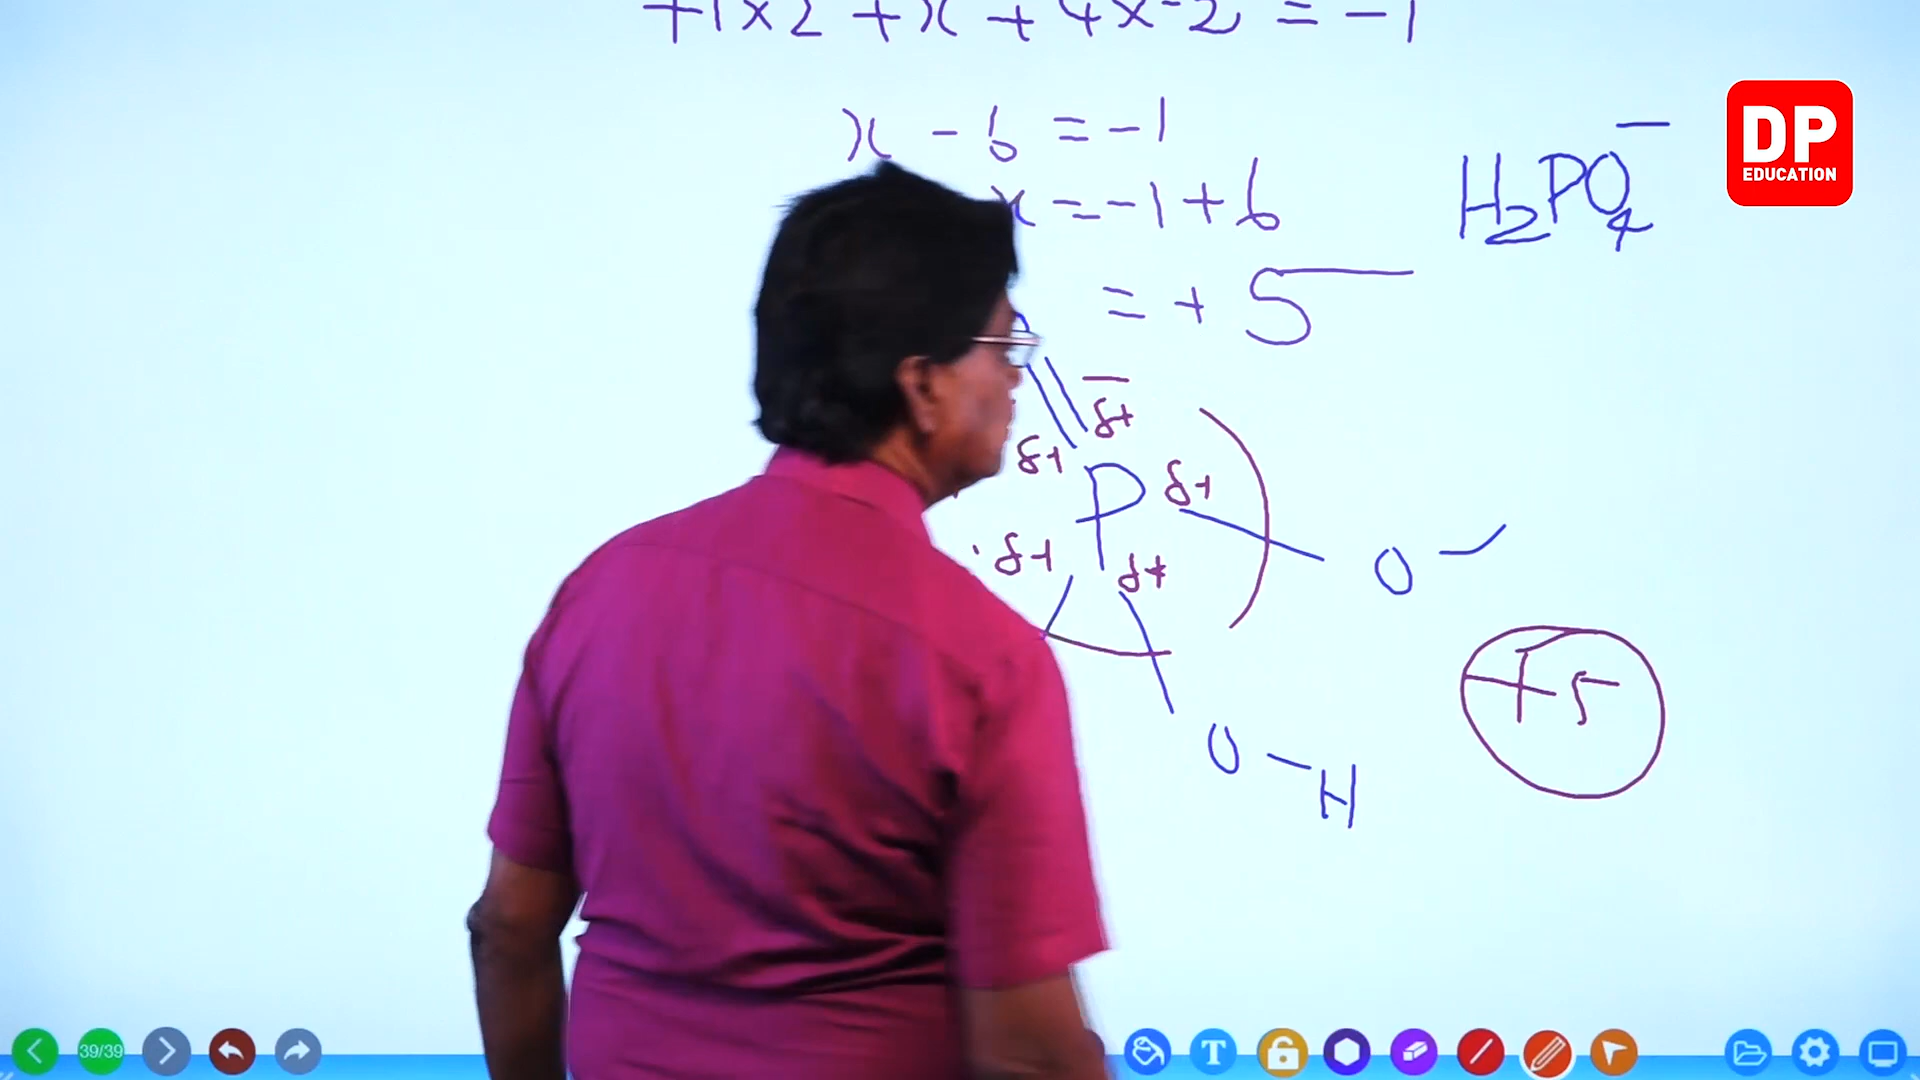 +1×2 + x + 4×-2 = -1
x - 6 = -1
x = -1 + 6
= + 5
H₂PO₄⁻
DP
EDUCATION
δ+
δ+
P
δ+
δ+
δ+
O -
+5
O - H
39/39
T